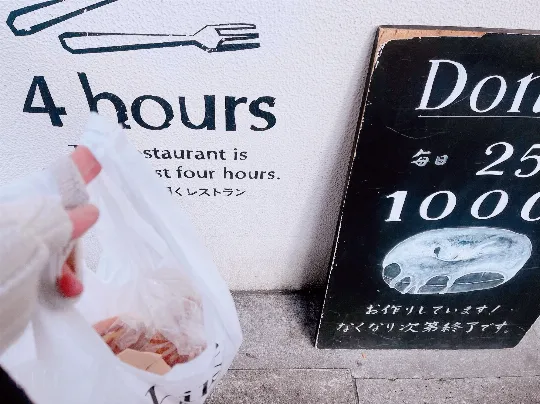 4 hours
restaurant is
st four hours.
くレストラン
Don
毎日 25
1000
お作りしています!
なくなり次第終了です。